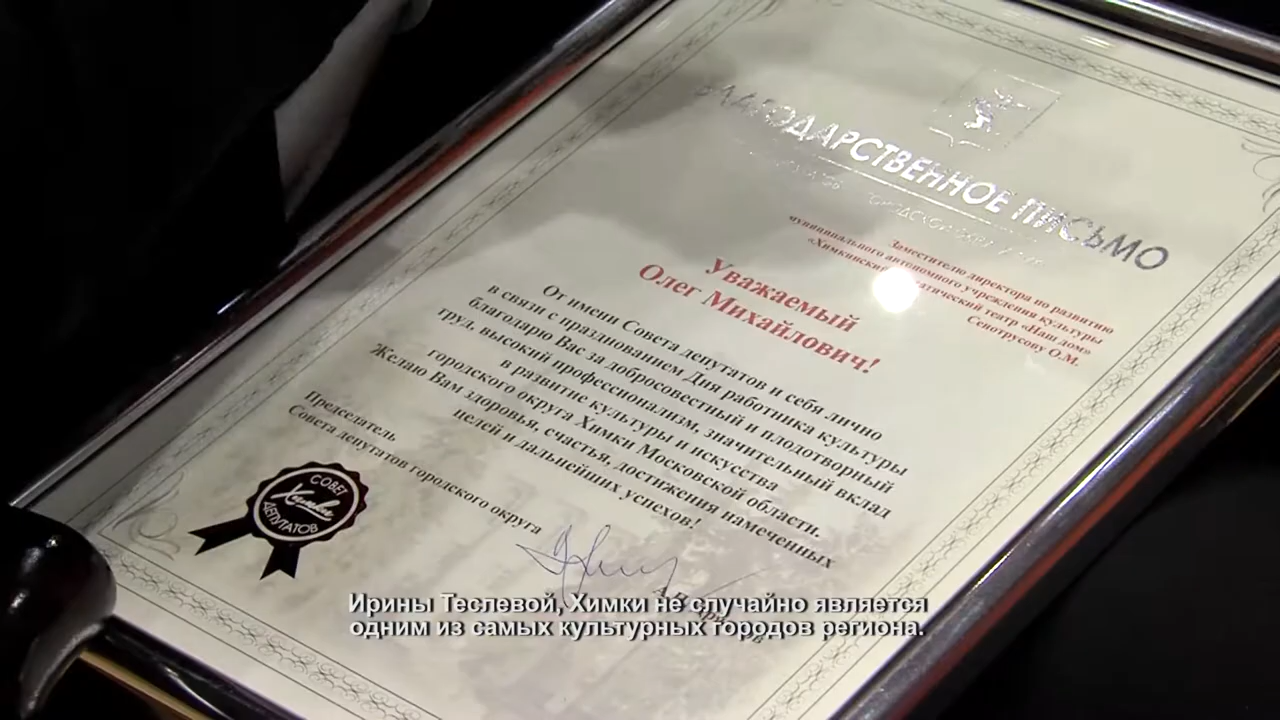 БЛАГОДАРСТВЕННОЕ ПИСЬМО
Заместителю директора по развитию
муниципального автономного учреждения культуры
«Химкинский театр «Наш дом»
Сенотрусову О.М.
Уважаемый
Олег Михайлович!
От имени Совета депутатов и себя лично
в связи с празднованием Дня работника культуры
благодарю Вас за добросовестный и плодотворный
труд, высокий профессионализм, значительный вклад
в развитие культуры и искусства
городского округа Химки Московской области.
Желаю Вам здоровья, счастья, достижения намеченных
целей и дальнейших успехов!
Председатель
Совета депутатов городского округа
СОВЕТ
Химки
ДЕПУТАТОВ
Ирины Теслевой, Химки не случайно является
одним из самых культурных городов региона.